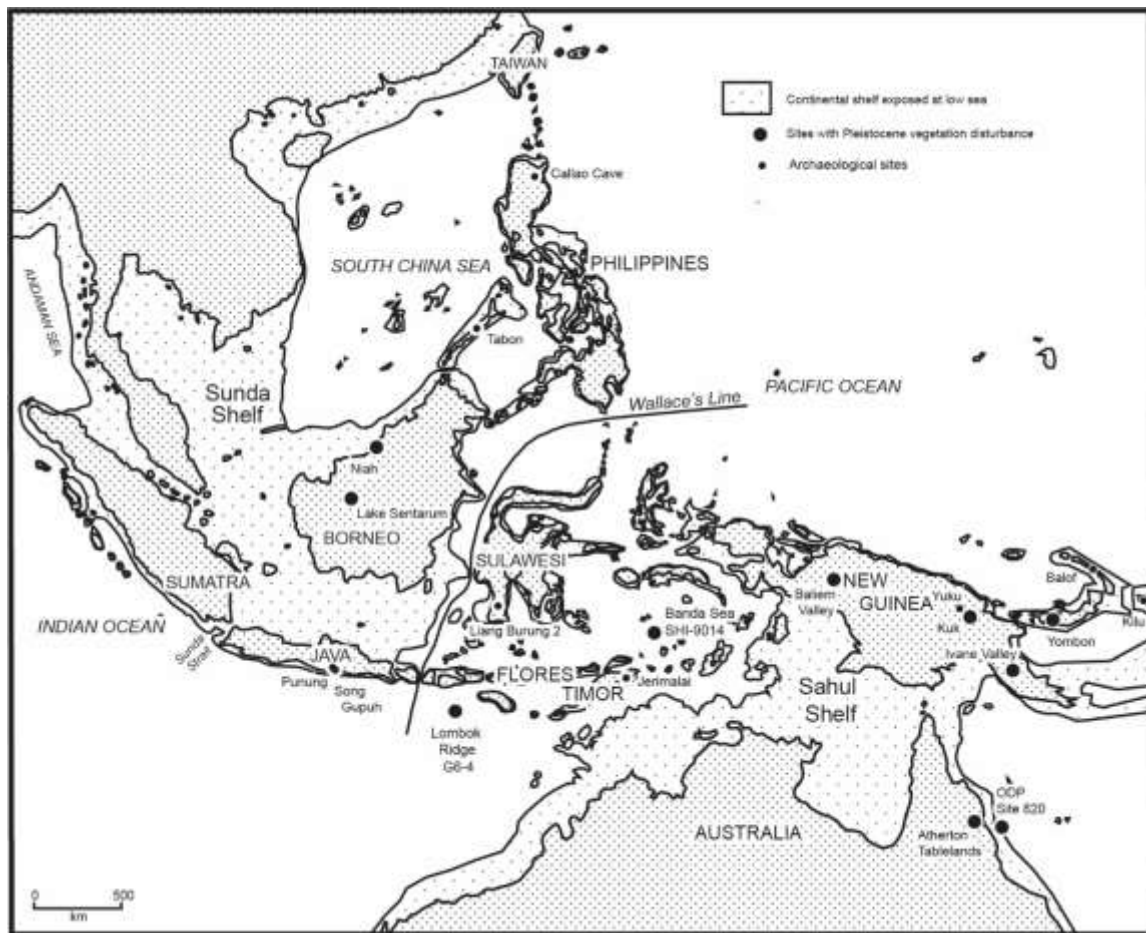 TAIWAN
Continental shelf exposed at low sea
Sites with Pleistocene vegetation disturbance
Archaeological sites
Callao Cave
SOUTH CHINA SEA
PHILIPPINES
ANDAMAN SEA
Tabon
PACIFIC OCEAN
Sunda
Shelf
Wallace's Line
Niah
Lake Sentarum
BORNEO
SULAWESI
SUMATRA
NEW
GUINEA
Baliem
Valley
Yuku
Kuk
Balof
Kilu
Yombon
Banda Sea
SHI-9014
INDIAN OCEAN
Sunda
Strait
Liang Burung 2
Ivane Valley
JAVA
FLORES
TIMOR
Jerimalai
Punung
Song
Gupuh
Sahul
Shelf
Lombok
Ridge
G6-4
ODP
Site 820
AUSTRALIA
Atherton
Tablelands
0 500
km